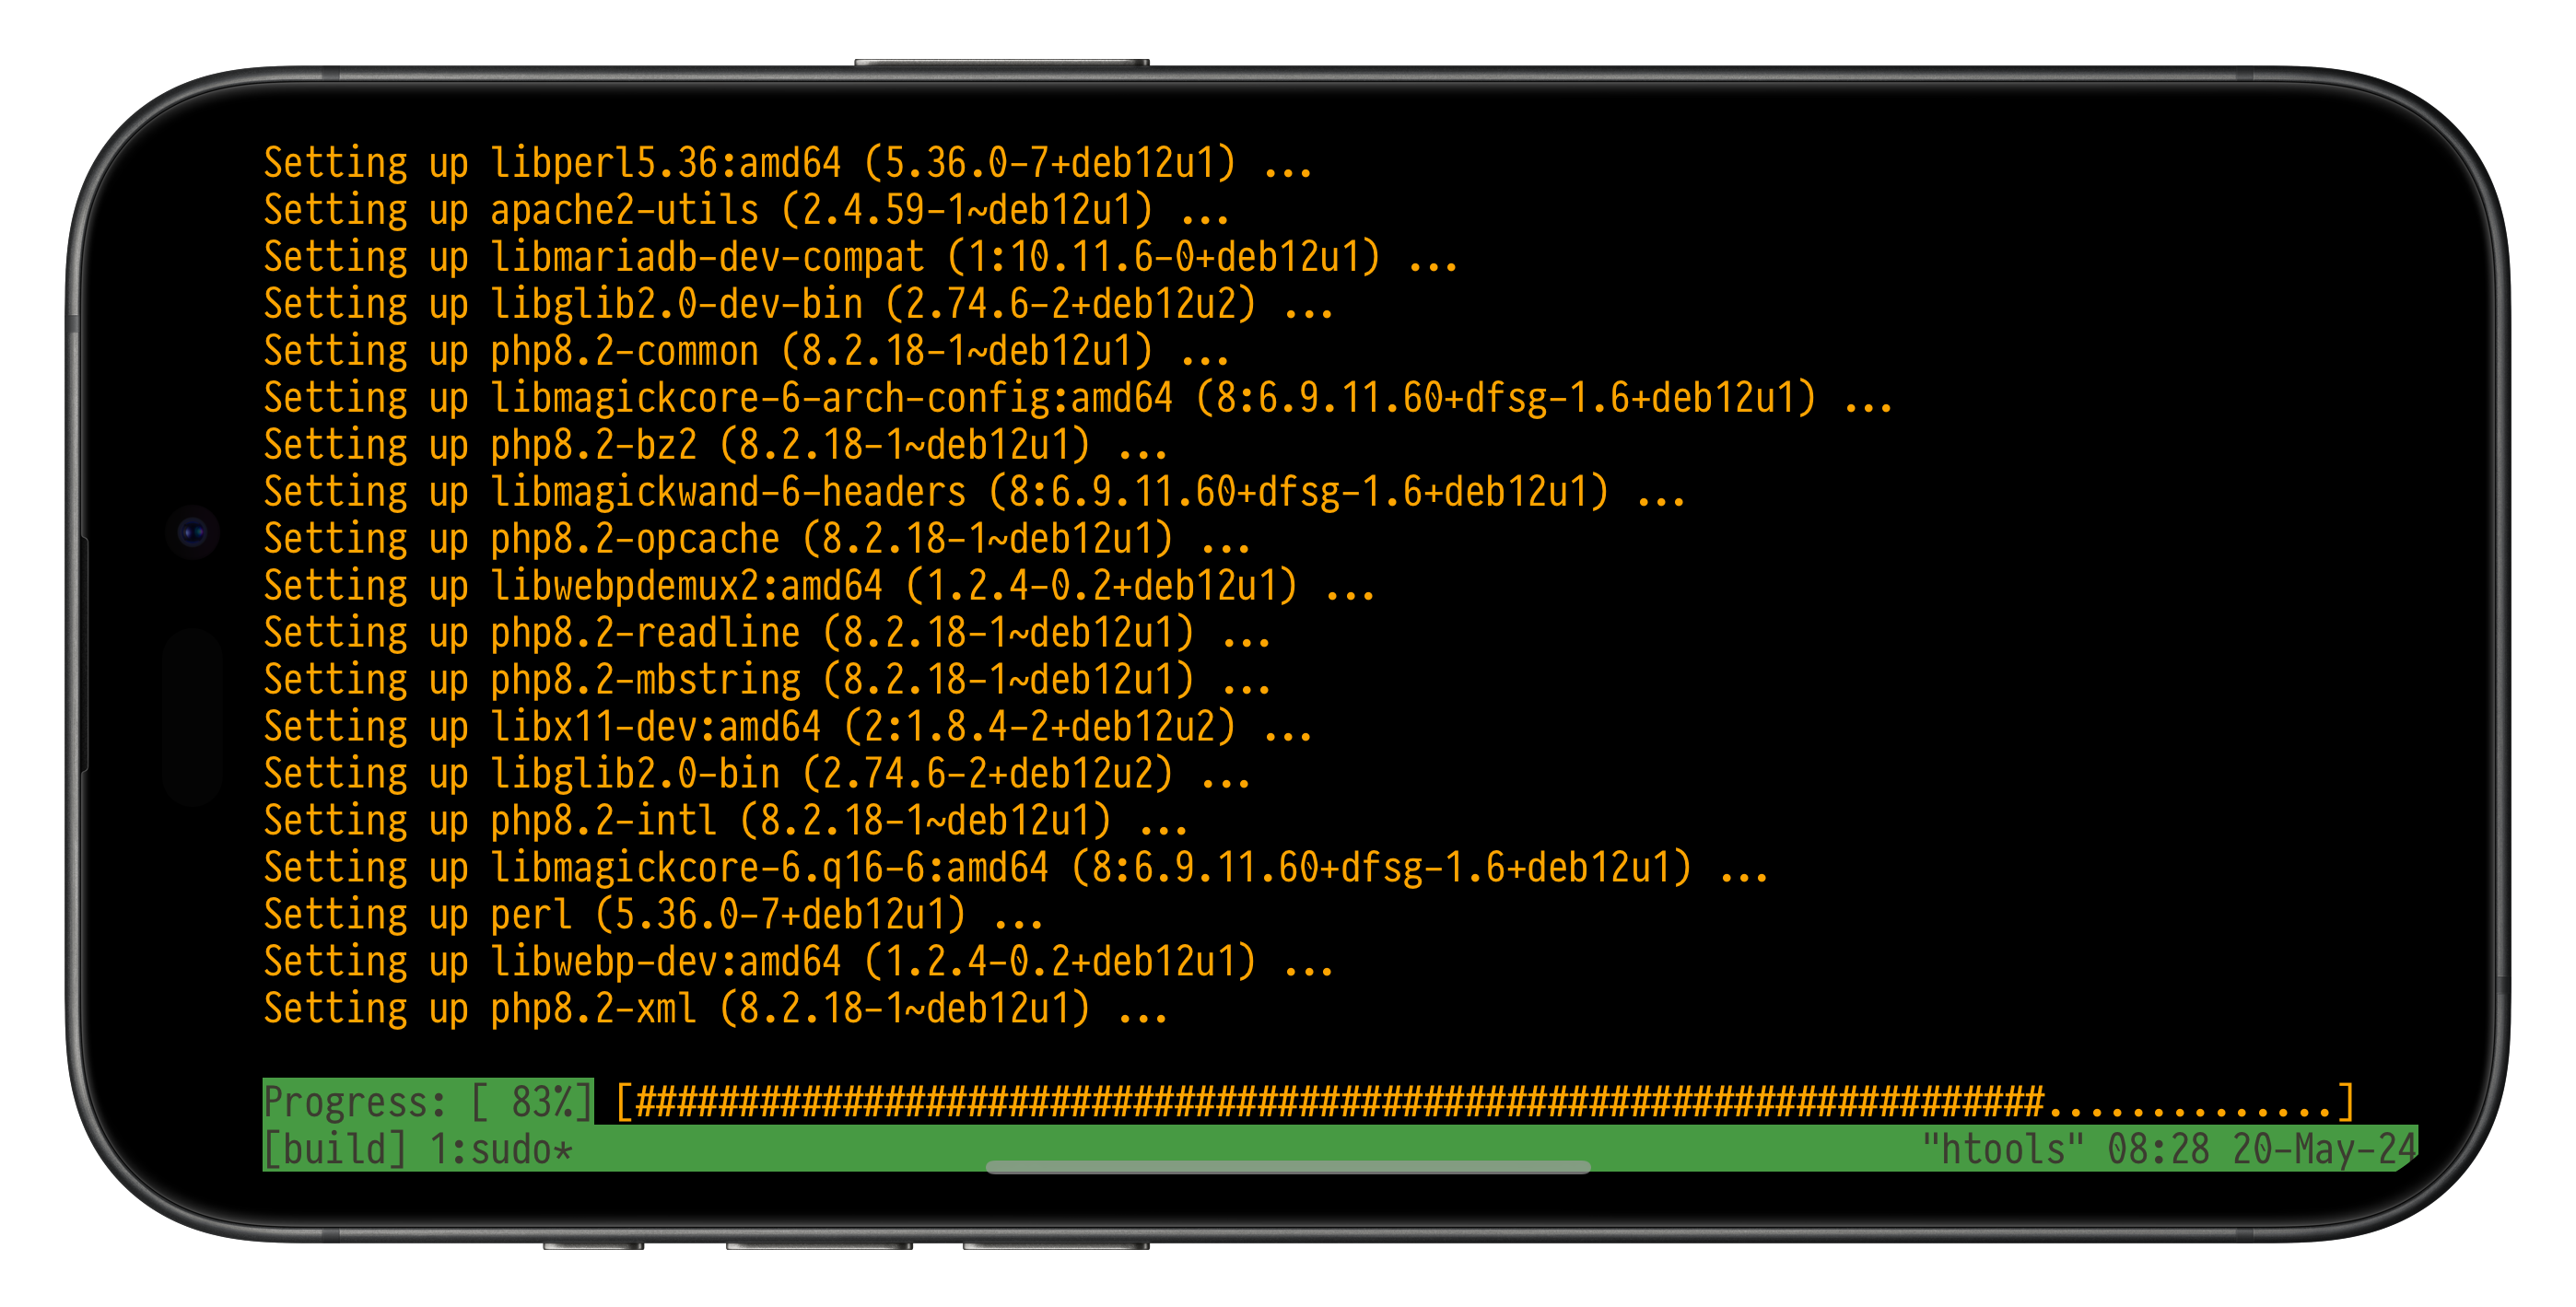 Setting up libperl5.36:amd64 (5.36.0-7+deb12u1) ...
Setting up apache2-utils (2.4.59-1~deb12u1) ...
Setting up libmariadb-dev-compat (1:10.11.6-0+deb12u1) ...
Setting up libglib2.0-dev-bin (2.74.6-2+deb12u2) ...
Setting up php8.2-common (8.2.18-1~deb12u1) ...
Setting up libmagickcore-6-arch-config:amd64 (8:6.9.11.60+dfsg-1.6+deb12u1) ...
Setting up php8.2-bz2 (8.2.18-1~deb12u1) ...
Setting up libmagickwand-6-headers (8:6.9.11.60+dfsg-1.6+deb12u1) ...
Setting up php8.2-opcache (8.2.18-1~deb12u1) ...
Setting up libwebpdemux2:amd64 (1.2.4-0.2+deb12u1) ...
Setting up php8.2-readline (8.2.18-1~deb12u1) ...
Setting up php8.2-mbstring (8.2.18-1~deb12u1) ...
Setting up libx11-dev:amd64 (2:1.8.4-2+deb12u2) ...
Setting up libglib2.0-bin (2.74.6-2+deb12u2) ...
Setting up php8.2-intl (8.2.18-1~deb12u1) ...
Setting up libmagickcore-6.q16-6:amd64 (8:6.9.11.60+dfsg-1.6+deb12u1) ...
Setting up perl (5.36.0-7+deb12u1) ...
Setting up libwebp-dev:amd64 (1.2.4-0.2+deb12u1) ...
Setting up php8.2-xml (8.2.18-1~deb12u1) ...
Progress: [ 83%] [####################################################################..............]
[build] 1:sudo* "htools" 08:28 20-May-24